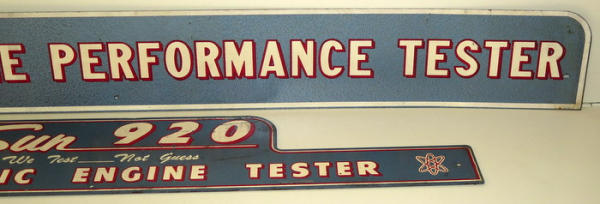 E PERFORMANCE TESTER
Sun 920
We Test Not Guess
IC ENGINE TESTER